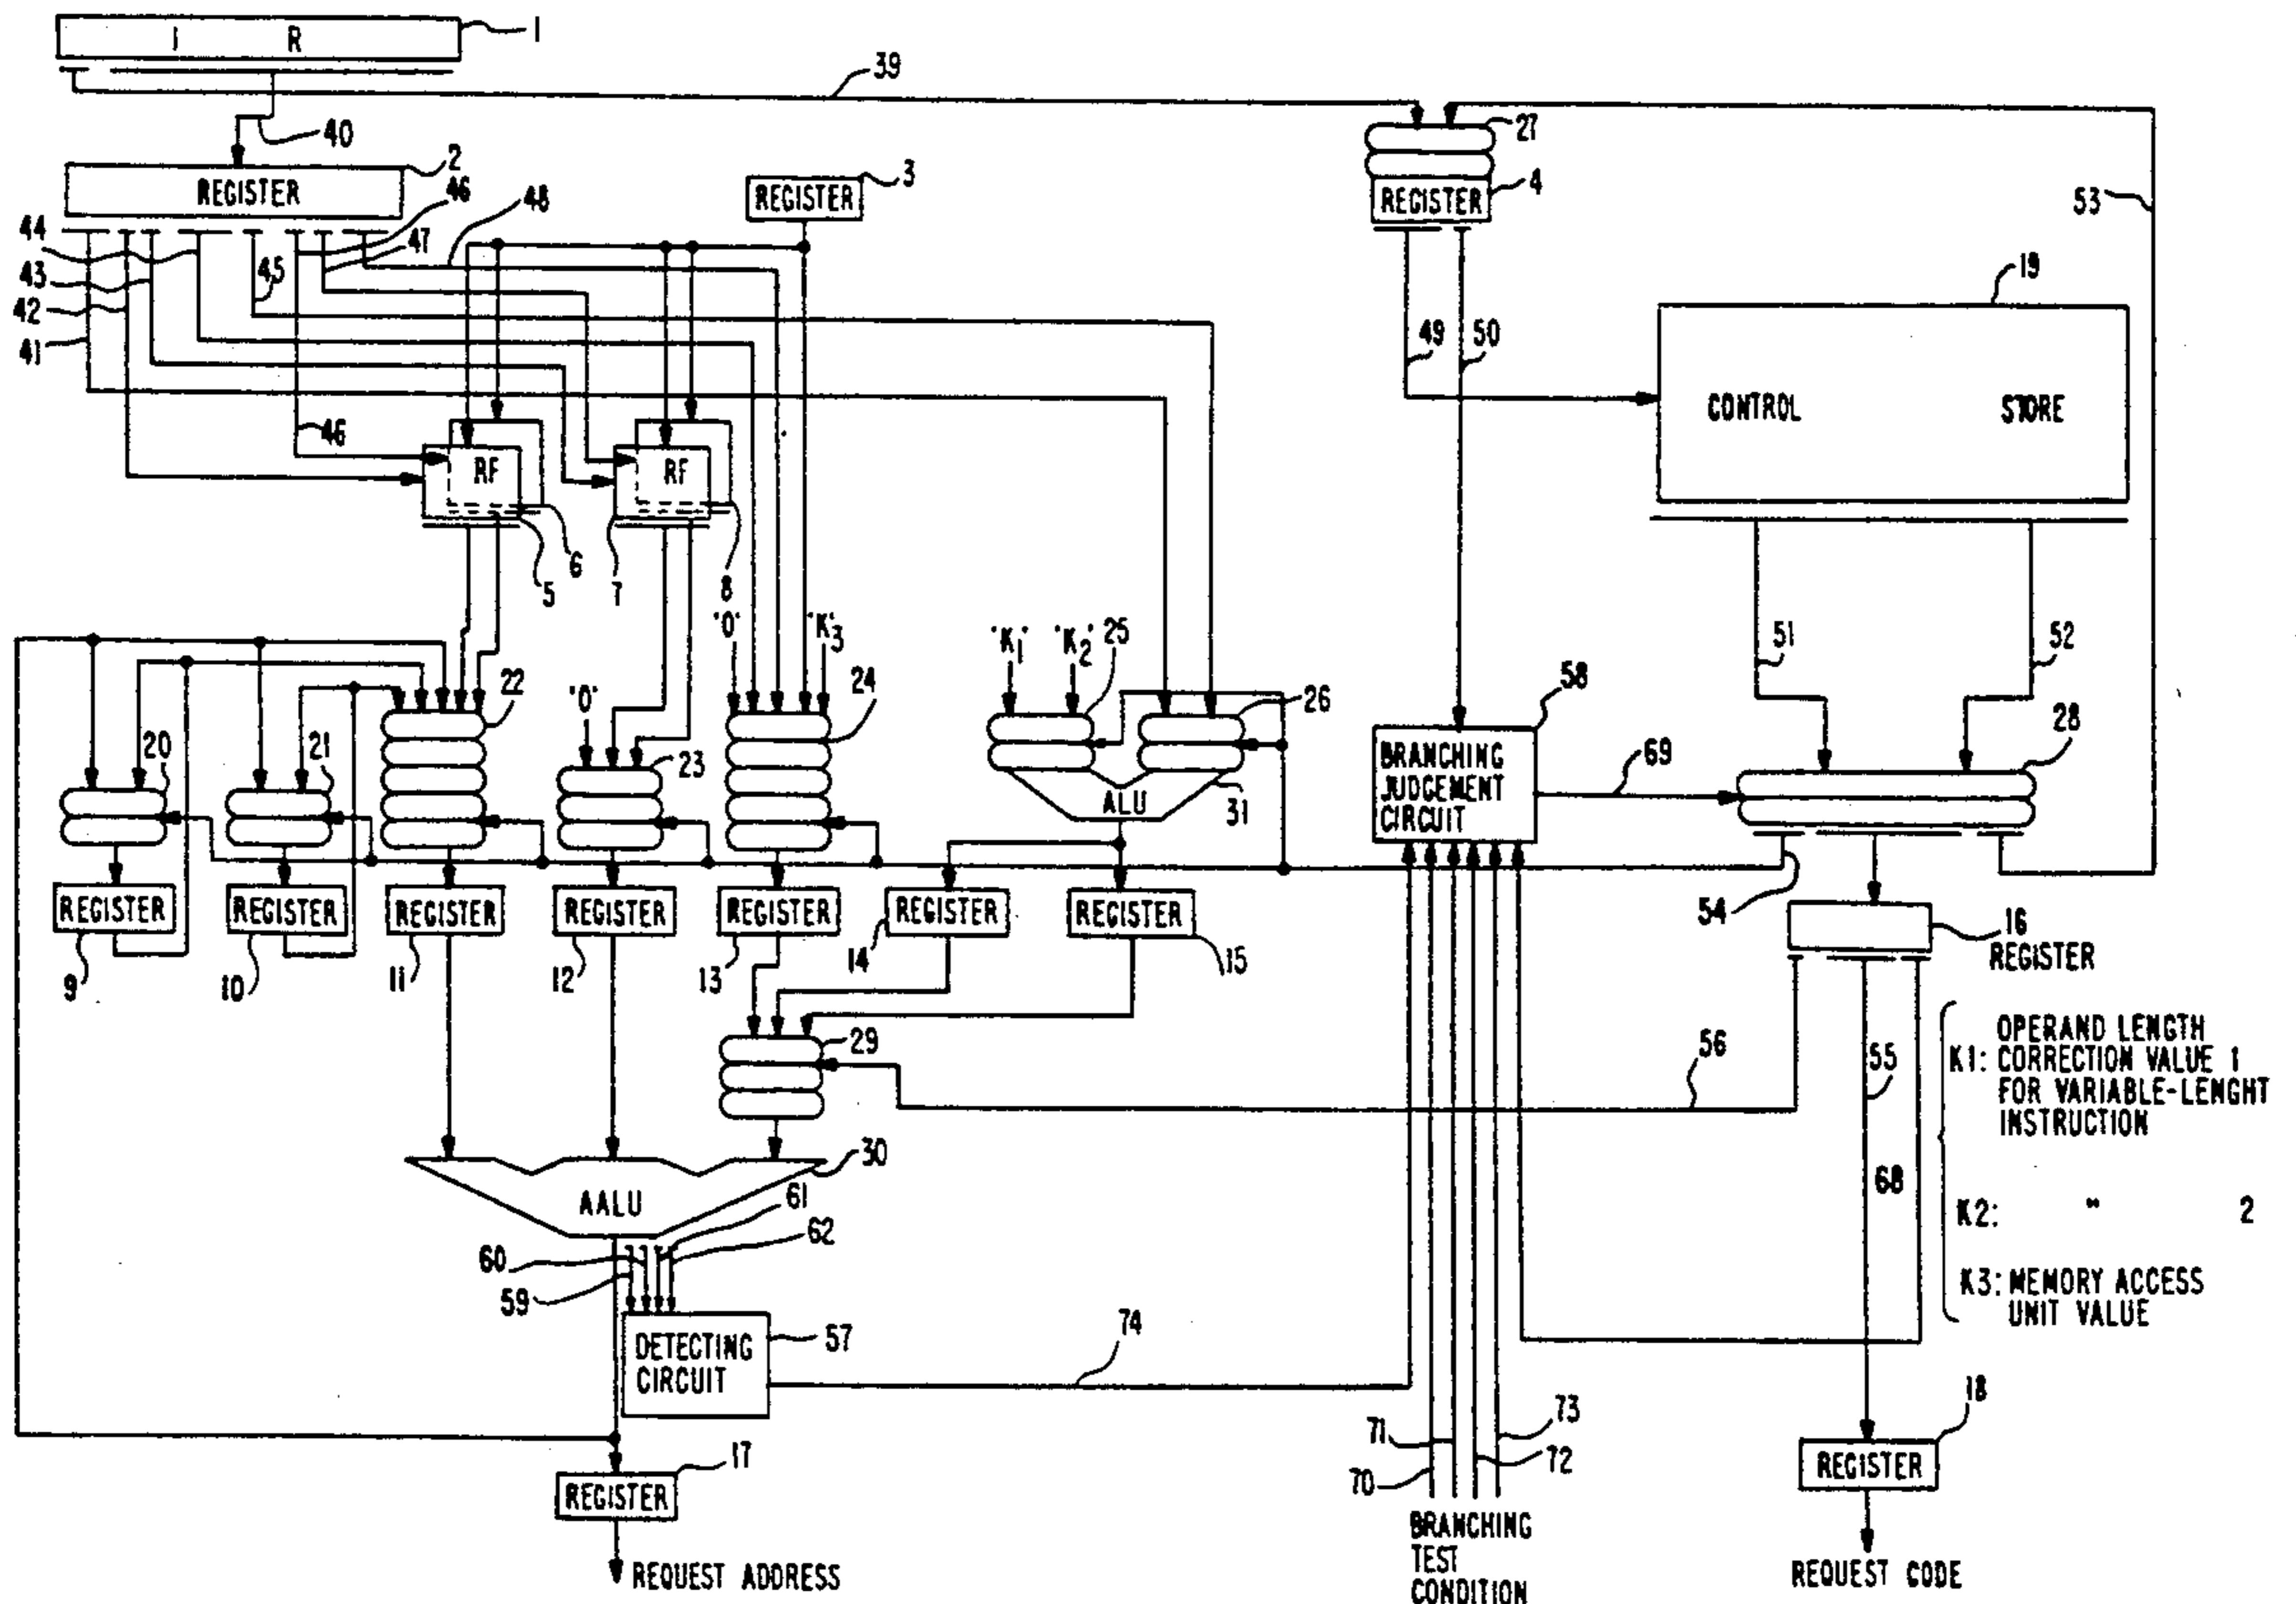 I R
1
39
40
27
2
REGISTER
46
48
3
REGISTER
4
REGISTER
53
44
43
42
41
45
47
49
50
19
CONTROL STORE
46
RF
RF
6
5
7
8
51
52
'0'
'K3'
'K1'
'K2'
25
26
22
24
58
'0'
20
21
23
28
ALU
31
BRANCHING
JUDGEMENT
CIRCUIT
69
54
REGISTER
REGISTER
REGISTER
REGISTER
REGISTER
REGISTER
REGISTER
9
10
11
12
13
14
15
16
REGISTER
29
56
55
OPERAND LENGTH
K1: CORRECTION VALUE 1
FOR VARIABLE-LENGHT
INSTRUCTION
30
AALU
61
62
60
59
68
K2: " 2
K3: MEMORY ACCESS
UNIT VALUE
DETECTING
CIRCUIT
57
74
73
71
72
70
18
17
REGISTER
REGISTER
REQUEST ADDRESS
BRANCHING
TEST
CONDITION
REQUEST CODE